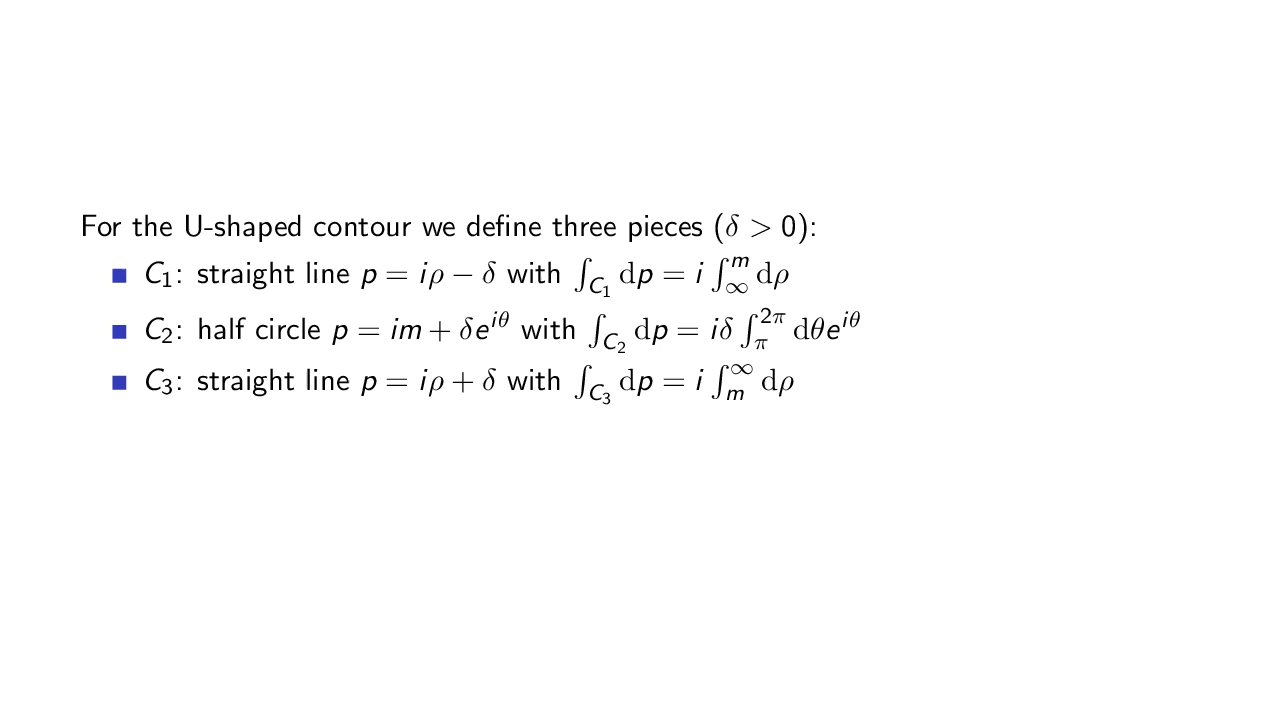 For the U-shaped contour we define three pieces (δ > 0):
■ C₁: straight line p = iρ − δ with ∫_{C₁} dp = i ∫_∞^m dρ
■ C₂: half circle p = im + δe^{iθ} with ∫_{C₂} dp = iδ ∫_π^{2π} dθe^{iθ}
■ C₃: straight line p = iρ + δ with ∫_{C₃} dp = i ∫_m^∞ dρ